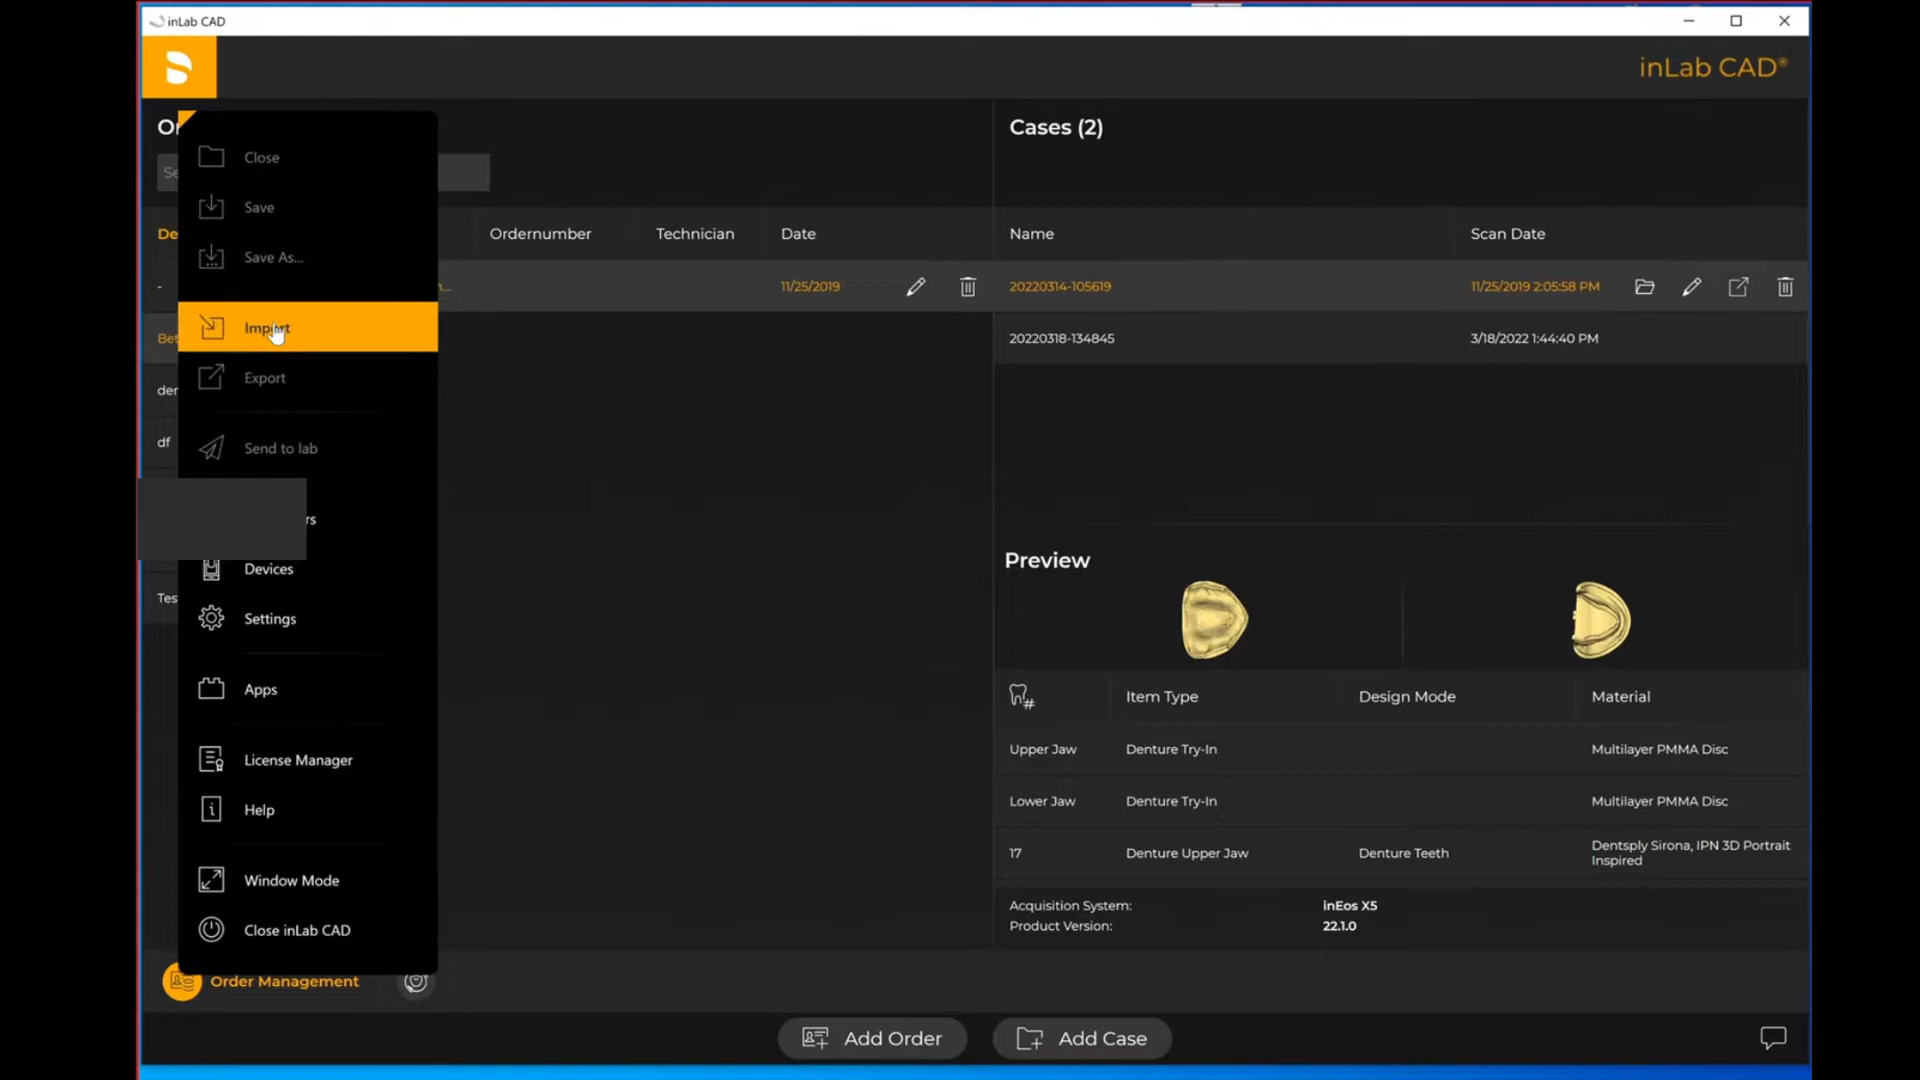 inLab CAD
inLab CAD®
Close
Save
Save As...
Import
Export
Send to lab
Devices
Settings
Apps
License Manager
Help
Window Mode
Close inLab CAD
Ordernumber Technician Date
-
11/25/2019
df
Cases (2)
Name Scan Date
20220314-105619 11/25/2019 2:05:58 PM
20220318-134845 3/18/2022 1:44:40 PM
Preview
# Item Type Design Mode Material
Upper Jaw Denture Try-In Multilayer PMMA Disc
Lower Jaw Denture Try-In Multilayer PMMA Disc
17 Denture Upper Jaw Denture Teeth Dentsply Sirona, IPN 3D Portrait
Inspired
Acquisition System: inEos X5
Product Version: 22.1.0
Order Management
Add Order Add Case